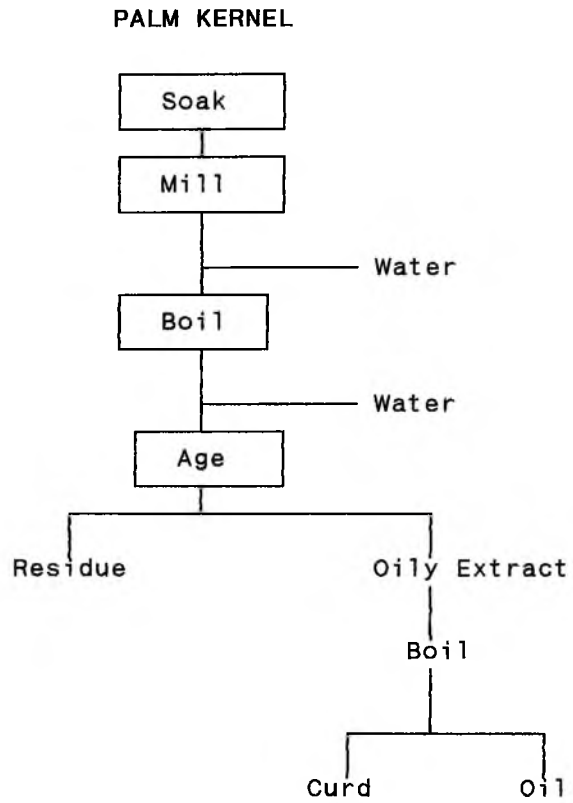 PALM KERNEL
Soak
Mill
Water
Boil
Water
Age
Residue Oily Extract
Boil
Curd Oil